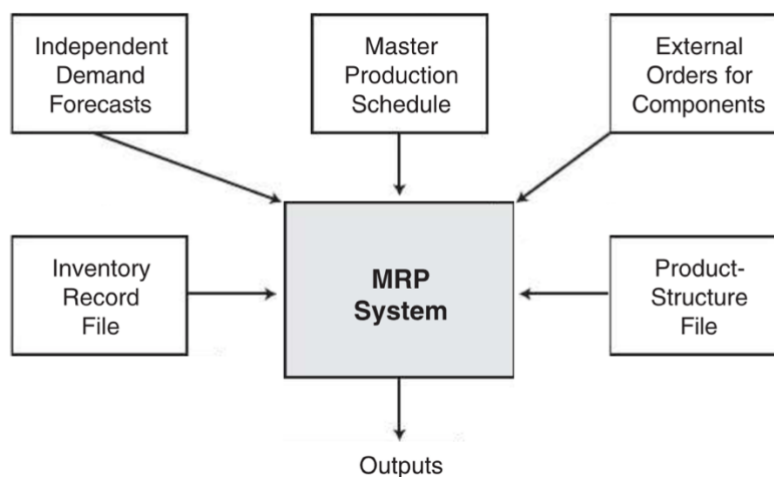 Independent
Demand
Forecasts
Master
Production
Schedule
External
Orders for
Components
Inventory
Record
File
MRP
System
Product-
Structure
File
Outputs